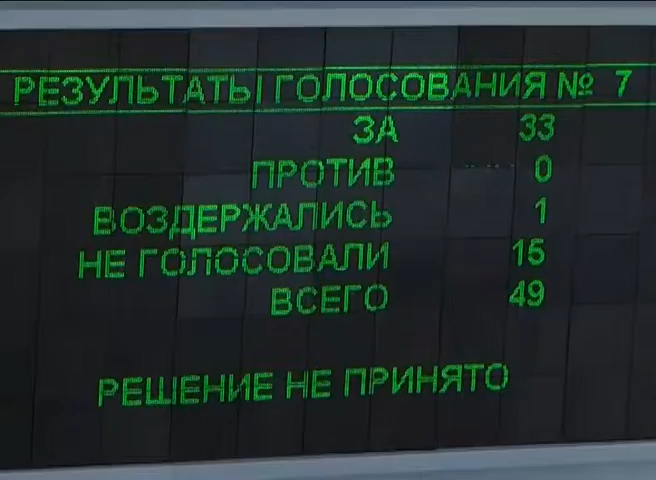 РЕЗУЛЬТАТЫ ГОЛОСОВАНИЯ № 7
ЗА 33
ПРОТИВ 0
ВОЗДЕРЖАЛИСЬ 1
НЕ ГОЛОСОВАЛИ 15
ВСЕГО 49
РЕШЕНИЕ НЕ ПРИНЯТО